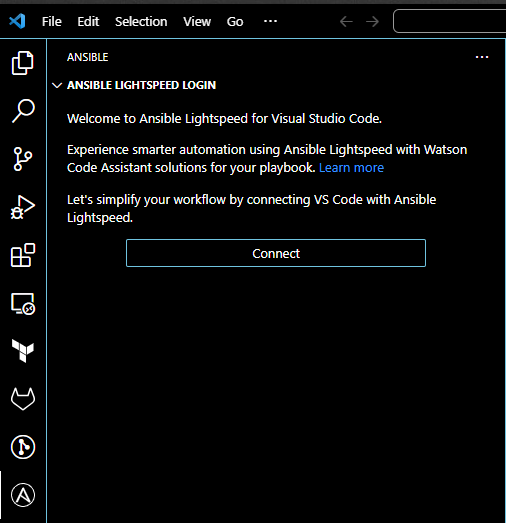 File Edit Selection View Go ...
ANSIBLE ...
ANSIBLE LIGHTSPEED LOGIN
Welcome to Ansible Lightspeed for Visual Studio Code.
Experience smarter automation using Ansible Lightspeed with Watson
Code Assistant solutions for your playbook. Learn more
Let's simplify your workflow by connecting VS Code with Ansible
Lightspeed.
Connect